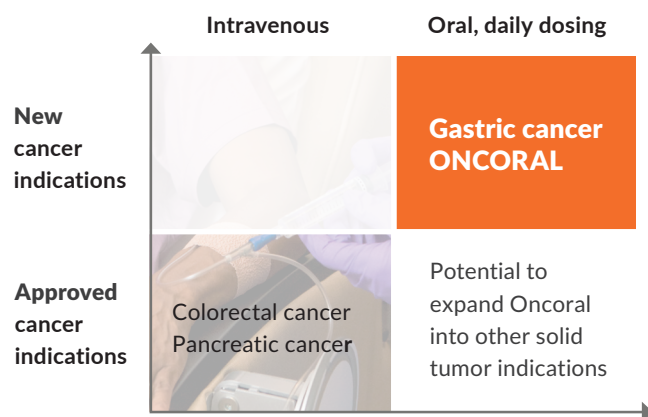 Intravenous
Oral, daily dosing
New
cancer
indications
Gastric cancer
ONCORAL
Approved
cancer
indications
Colorectal cancer
Pancreatic cancer
Potential to
expand Oncoral
into other solid
tumor indications